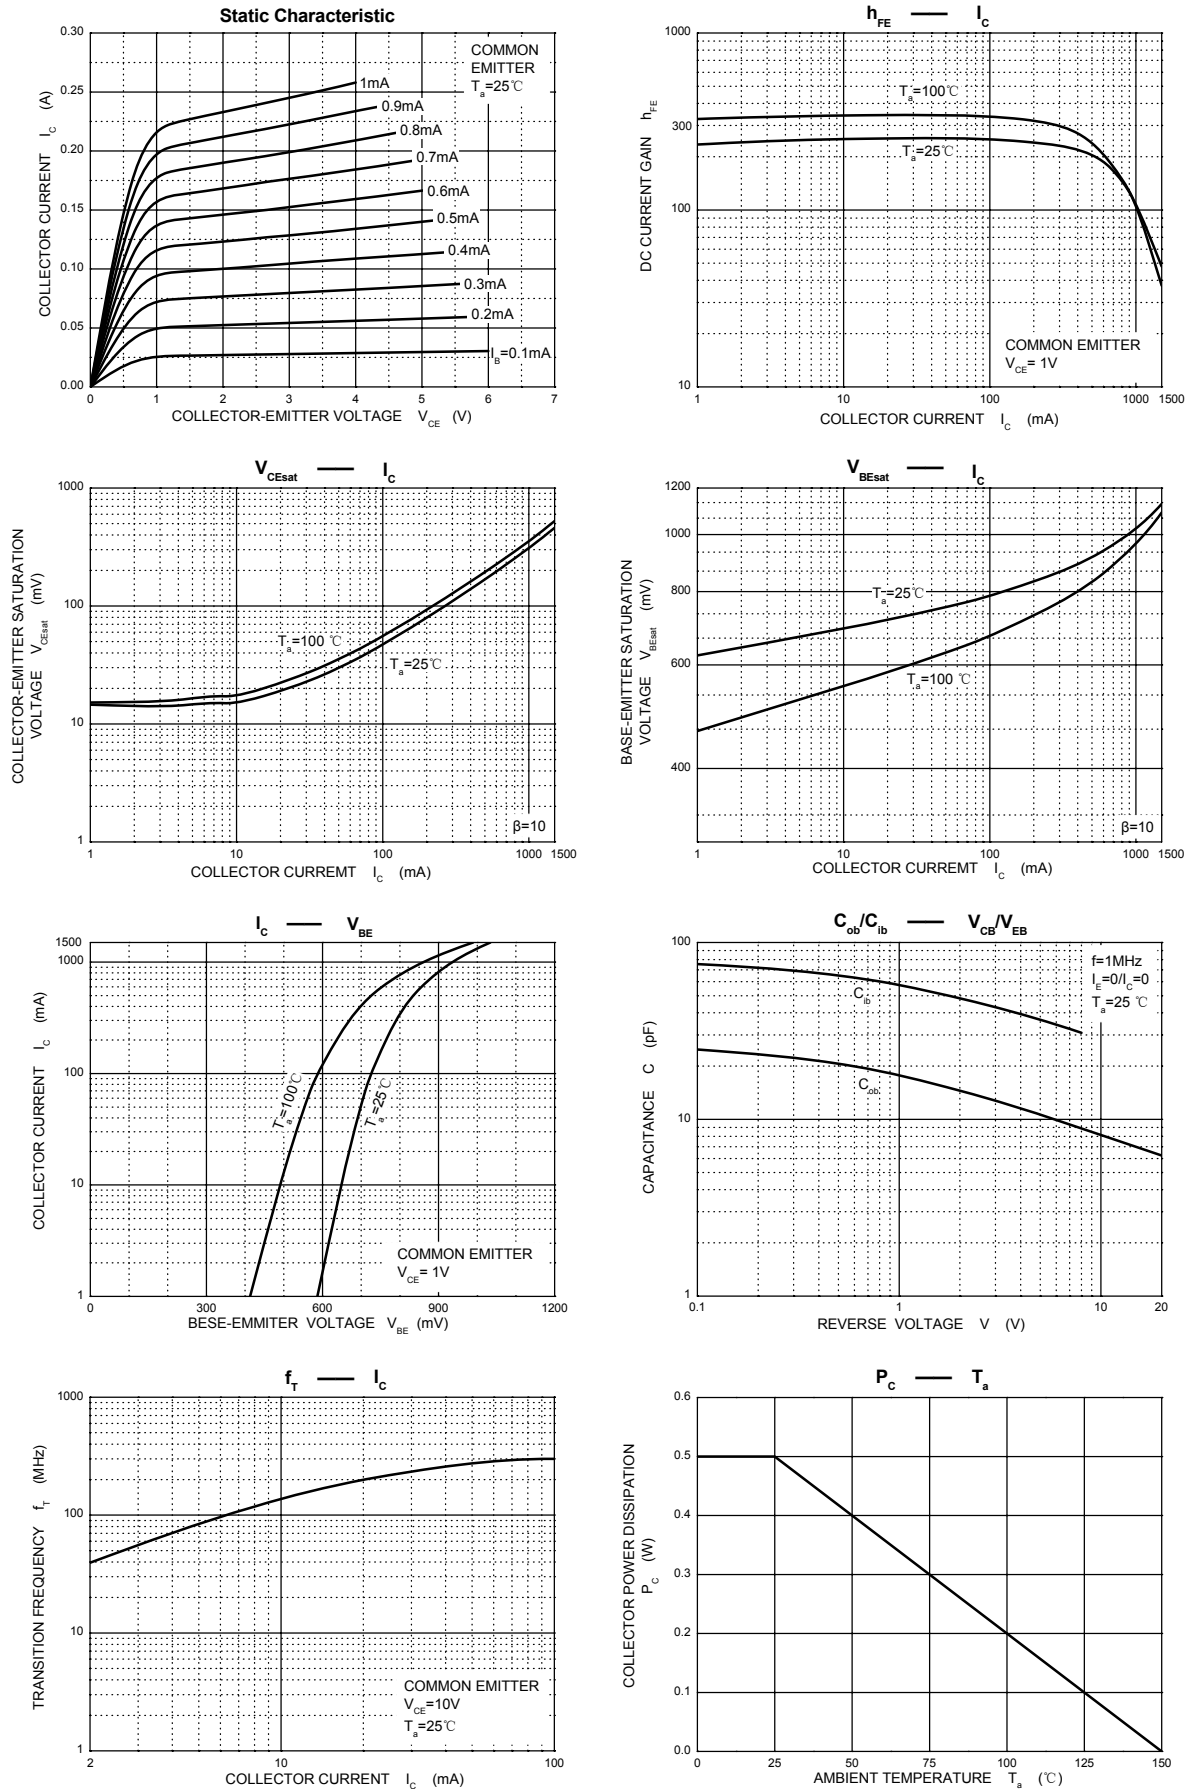 Static Characteristic
0.30
0.25
0.20
0.15
0.10
0.05
0.00
COLLECTOR CURRENT I_C (A)
COMMON
EMITTER
T_a=25℃
1mA
0.9mA
0.8mA
0.7mA
0.6mA
0.5mA
0.4mA
0.3mA
0.2mA
I_B=0.1mA
0 1 2 3 4 5 6 7
COLLECTOR-EMITTER VOLTAGE V_CE (V)
h_FE —— I_C
1000
300
100
10
DC CURRENT GAIN h_FE
T_a=100℃
T_a=25℃
COMMON EMITTER
V_CE= 1V
1 10 100 1000 1500
COLLECTOR CURRENT I_C (mA)
V_CEsat —— I_C
1000
100
10
1
COLLECTOR-EMITTER SATURATION
VOLTAGE V_CEsat (mV)
T_a=100 ℃
T_a=25℃
β=10
1 10 100 1000 1500
COLLECTOR CURREMT I_C (mA)
V_BEsat —— I_C
1200
1000
800
600
400
BASE-EMITTER SATURATION
VOLTAGE V_BEsat (mV)
T_a=25℃
T_a=100 ℃
β=10
1 10 100 1000 1500
COLLECTOR CURREMT I_C (mA)
I_C —— V_BE
1500
1000
100
10
1
COLLECTOR CURRENT I_C (mA)
T_a=100℃
T_a=25℃
COMMON EMITTER
V_CE= 1V
0 300 600 900 1200
BESE-EMMITER VOLTAGE V_BE (mV)
C_ob/C_ib —— V_CB/V_EB
100
10
1
CAPACITANCE C (pF)
f=1MHz
I_E=0/I_C=0
T_a=25 ℃
C_ib
C_ob
0.1 1 10 20
REVERSE VOLTAGE V (V)
f_T —— I_C
1000
100
10
1
TRANSITION FREQUENCY f_T (MHz)
COMMON EMITTER
V_CE=10V
T_a=25℃
2 10 100
COLLECTOR CURRENT I_C (mA)
P_C —— T_a
0.6
0.5
0.4
0.3
0.2
0.1
0.0
COLLECTOR POWER DISSIPATION
P_C (W)
0 25 50 75 100 125 150
AMBIENT TEMPERATURE T_a (℃)